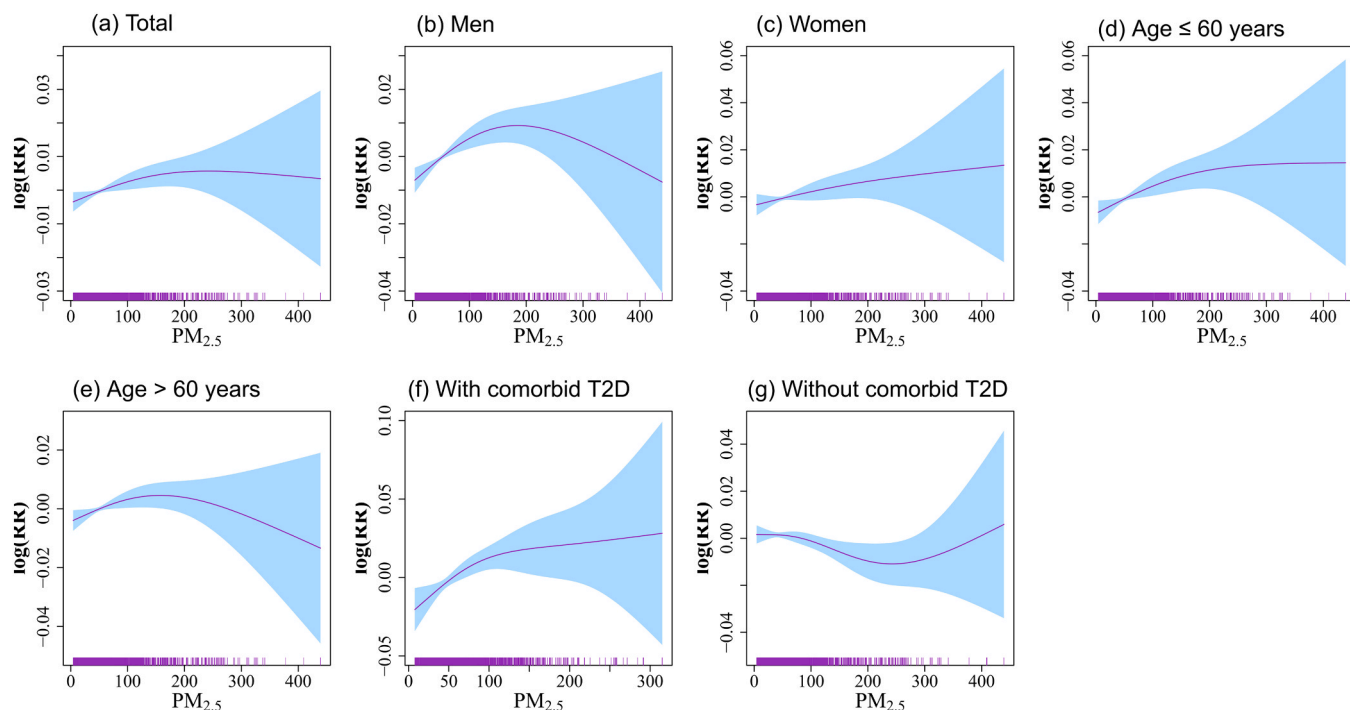 (a) Total
(b) Men
(c) Women
(d) Age ≤ 60 years
log(RR)
0.03
0.01
−0.01
−0.03
0 100 200 300 400
PM2.5
log(RR)
0.02
0.00
−0.02
−0.04
0 100 200 300 400
PM2.5
log(RR)
0.06
0.04
0.02
0.00
−0.04
0 100 200 300 400
PM2.5
log(RR)
0.06
0.04
0.02
0.00
−0.04
0 100 200 300 400
PM2.5
(e) Age > 60 years
(f) With comorbid T2D
(g) Without comorbid T2D
log(RR)
0.02
0.00
−0.02
−0.04
0 100 200 300 400
PM2.5
log(RR)
0.10
0.05
0.00
−0.05
0 50 100 150 200 250 300
PM2.5
log(RR)
0.04
0.02
0.00
−0.04
0 100 200 300 400
PM2.5